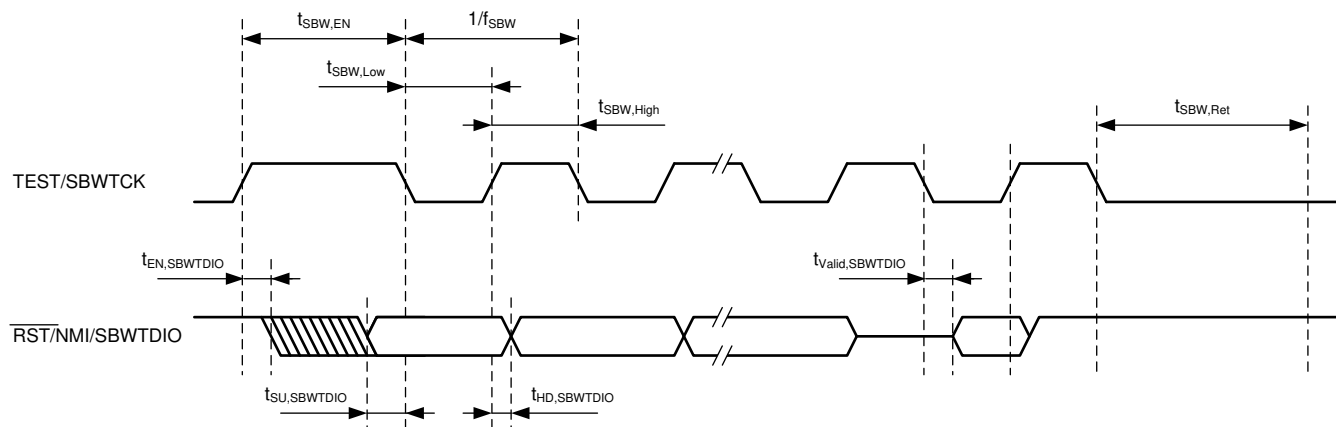 tSBW,EN
1/fSBW
tSBW,Low
tSBW,High
tSBW,Ret
TEST/SBWTCK
tEN,SBWTDIO
tValid,SBWTDIO
RST/NMI/SBWTDIO
tSU,SBWTDIO
tHD,SBWTDIO